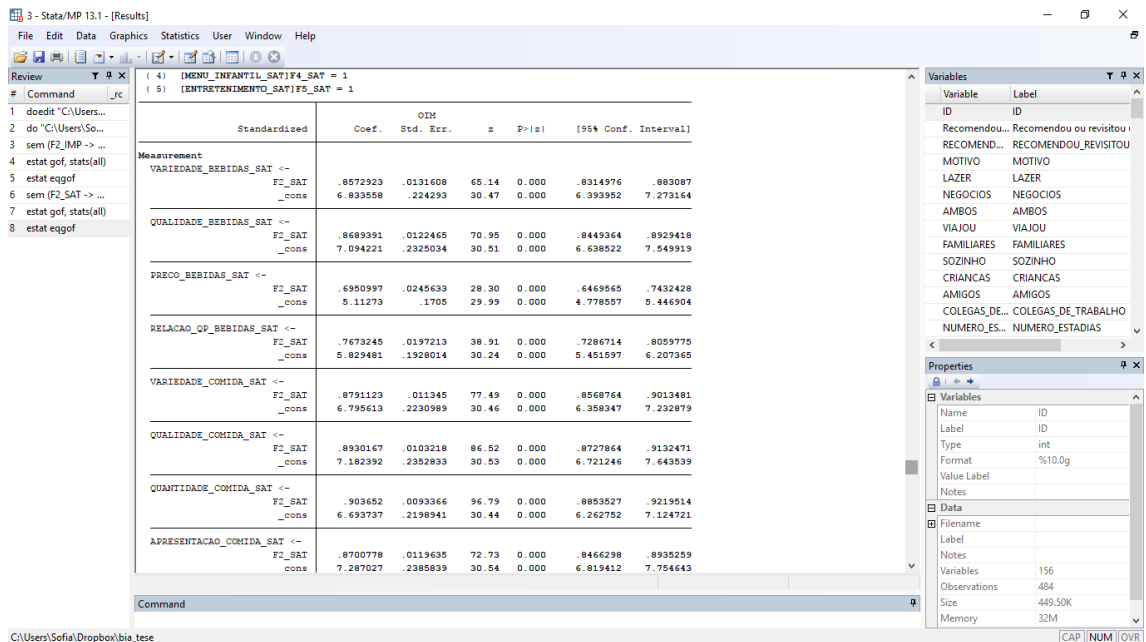 3 - Stata/MP 13.1 - [Results]
File Edit Data Graphics Statistics User Window Help
Review
# Command _rc
1 doedit "C:\Users...
2 do "C:\Users\So...
3 sem (F2_IMP -> ...
4 estat gof, stats(all)
5 estat eqgof
6 sem (F2_SAT -> ...
7 estat gof, stats(all)
8 estat eqgof
( 4) [MENU_INFANTIL_SAT]F4_SAT = 1
( 5) [ENTRETENIMENTO_SAT]F5_SAT = 1
OIM
Standardized Coef. Std. Err. z P>|z| [95% Conf. Interval]
Measurement
VARIEDADE_BEBIDAS_SAT <-
F2_SAT .8572923 .0131608 65.14 0.000 .8314976 .883087
_cons 6.833558 .224293 30.47 0.000 6.393952 7.273164
QUALIDADE_BEBIDAS_SAT <-
F2_SAT .8689391 .0122465 70.95 0.000 .8449364 .8929418
_cons 7.094221 .2325034 30.51 0.000 6.638522 7.549919
PRECO_BEBIDAS_SAT <-
F2_SAT .6950997 .0245633 28.30 0.000 .6469565 .7432428
_cons 5.11273 .1705 29.99 0.000 4.778557 5.446904
RELACAO_QP_BEBIDAS_SAT <-
F2_SAT .7673245 .0197213 38.91 0.000 .7286714 .8059775
_cons 5.829481 .1928014 30.24 0.000 5.451597 6.207365
VARIEDADE_COMIDA_SAT <-
F2_SAT .8791123 .011345 77.49 0.000 .8568764 .9013481
_cons 6.795613 .2230989 30.46 0.000 6.358347 7.232879
QUALIDADE_COMIDA_SAT <-
F2_SAT .8930167 .0103218 86.52 0.000 .8727864 .9132471
_cons 7.182392 .2352833 30.53 0.000 6.721246 7.643539
QUANTIDADE_COMIDA_SAT <-
F2_SAT .903652 .0093366 96.79 0.000 .8853527 .9219514
_cons 6.693737 .2198941 30.44 0.000 6.262752 7.124721
APRESENTACAO_COMIDA_SAT <-
F2_SAT .8700778 .0119635 72.73 0.000 .8466298 .8935259
_cons 7.287027 .2385839 30.54 0.000 6.819412 7.754643
Command
Variables
Variable Label
ID ID
Recomendou... Recomendou ou revisitou
RECOMEND... RECOMENDOU_REVISITOU
MOTIVO MOTIVO
LAZER LAZER
NEGOCIOS NEGOCIOS
AMBOS AMBOS
VIAJOU VIAJOU
FAMILIARES FAMILIARES
SOZINHO SOZINHO
CRIANCAS CRIANCAS
AMIGOS AMIGOS
COLEGAS_DE... COLEGAS_DE_TRABALHO
NUMERO_ES... NUMERO_ESTADIAS
Properties
Variables
Name ID
Label ID
Type int
Format %10.0g
Value Label
Notes
Data
Filename
Label
Notes
Variables 156
Observations 484
Size 449.50K
Memory 32M
C:\Users\Sofia\Dropbox\bia_tese
CAP NUM OVR